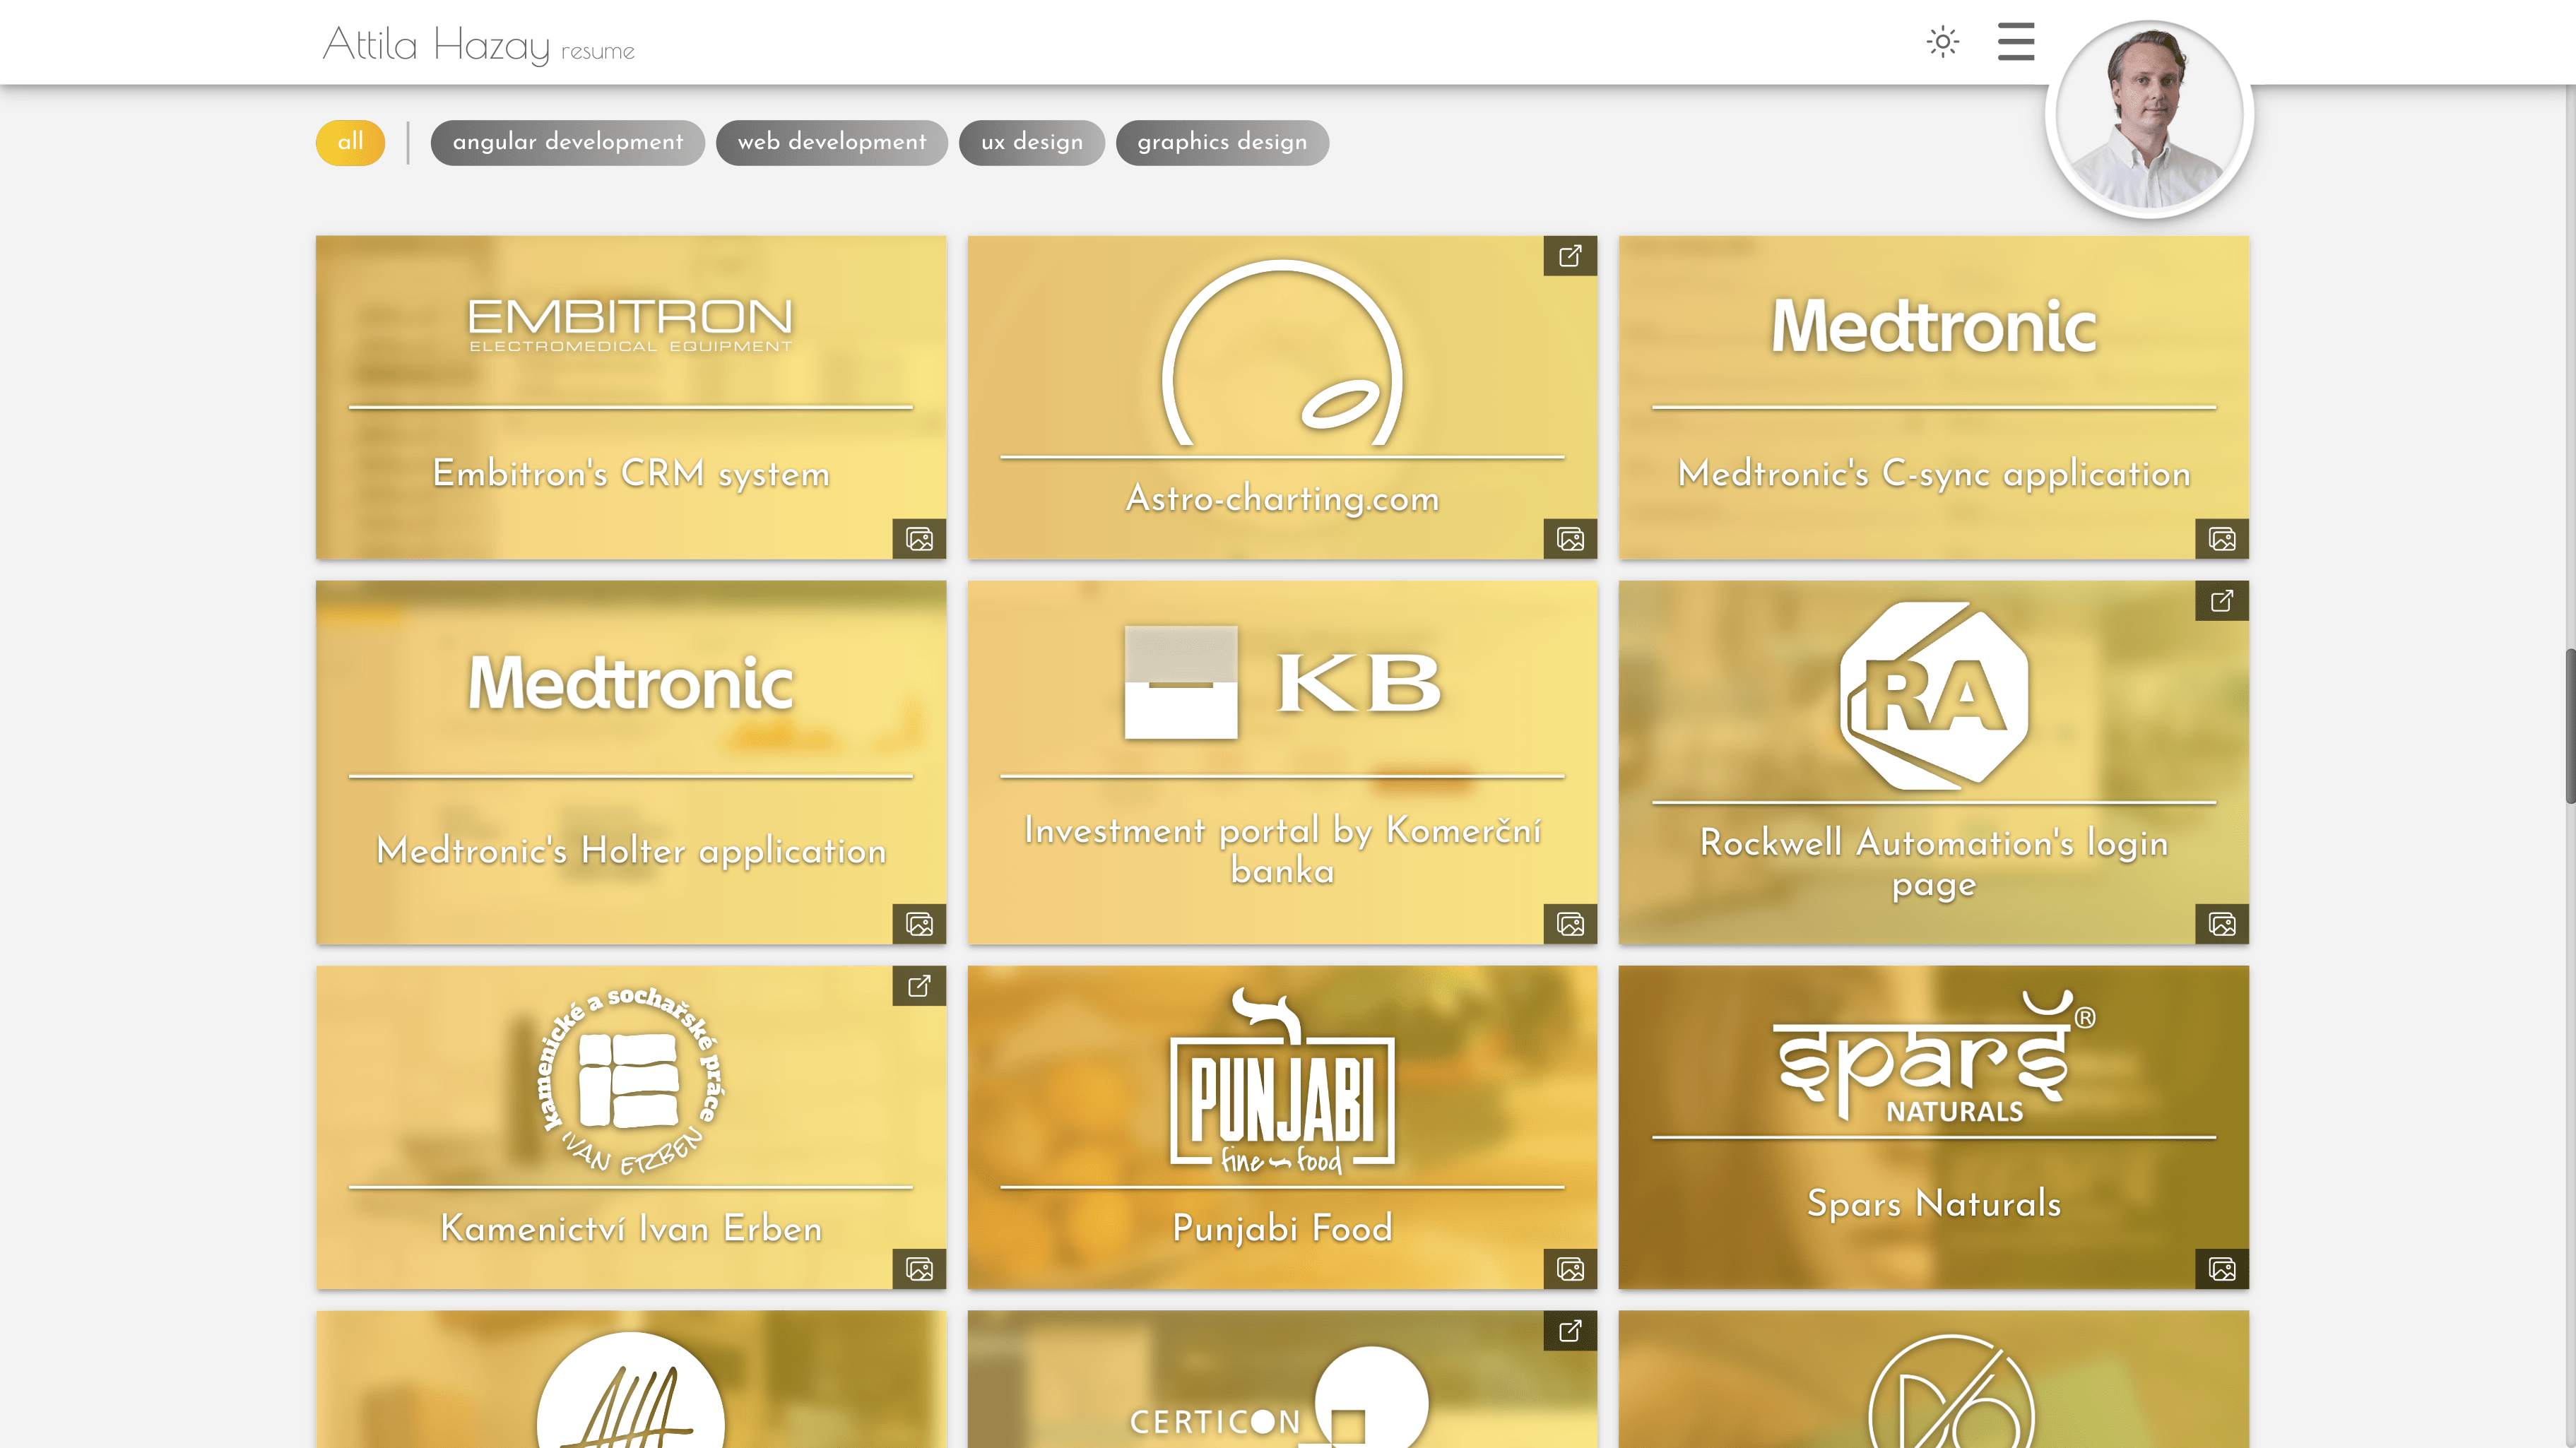 Attila Hazay resume
all
angular development
web development
ux design
graphics design
EMBITRON
ELECTROMEDICAL EQUIPMENT
Embitron's CRM system
Astro-charting.com
Medtronic
Medtronic's C-sync application
Medtronic
Medtronic's Holter application
KB
Investment portal by Komerční
banka
RA
Rockwell Automation's login
page
kamenické a sochařské práce
IVAN ERBEN
Kamenictví Ivan Erben
PUNJABI
fine food
Punjabi Food
spars®
NATURALS
Spars Naturals
CERTICON